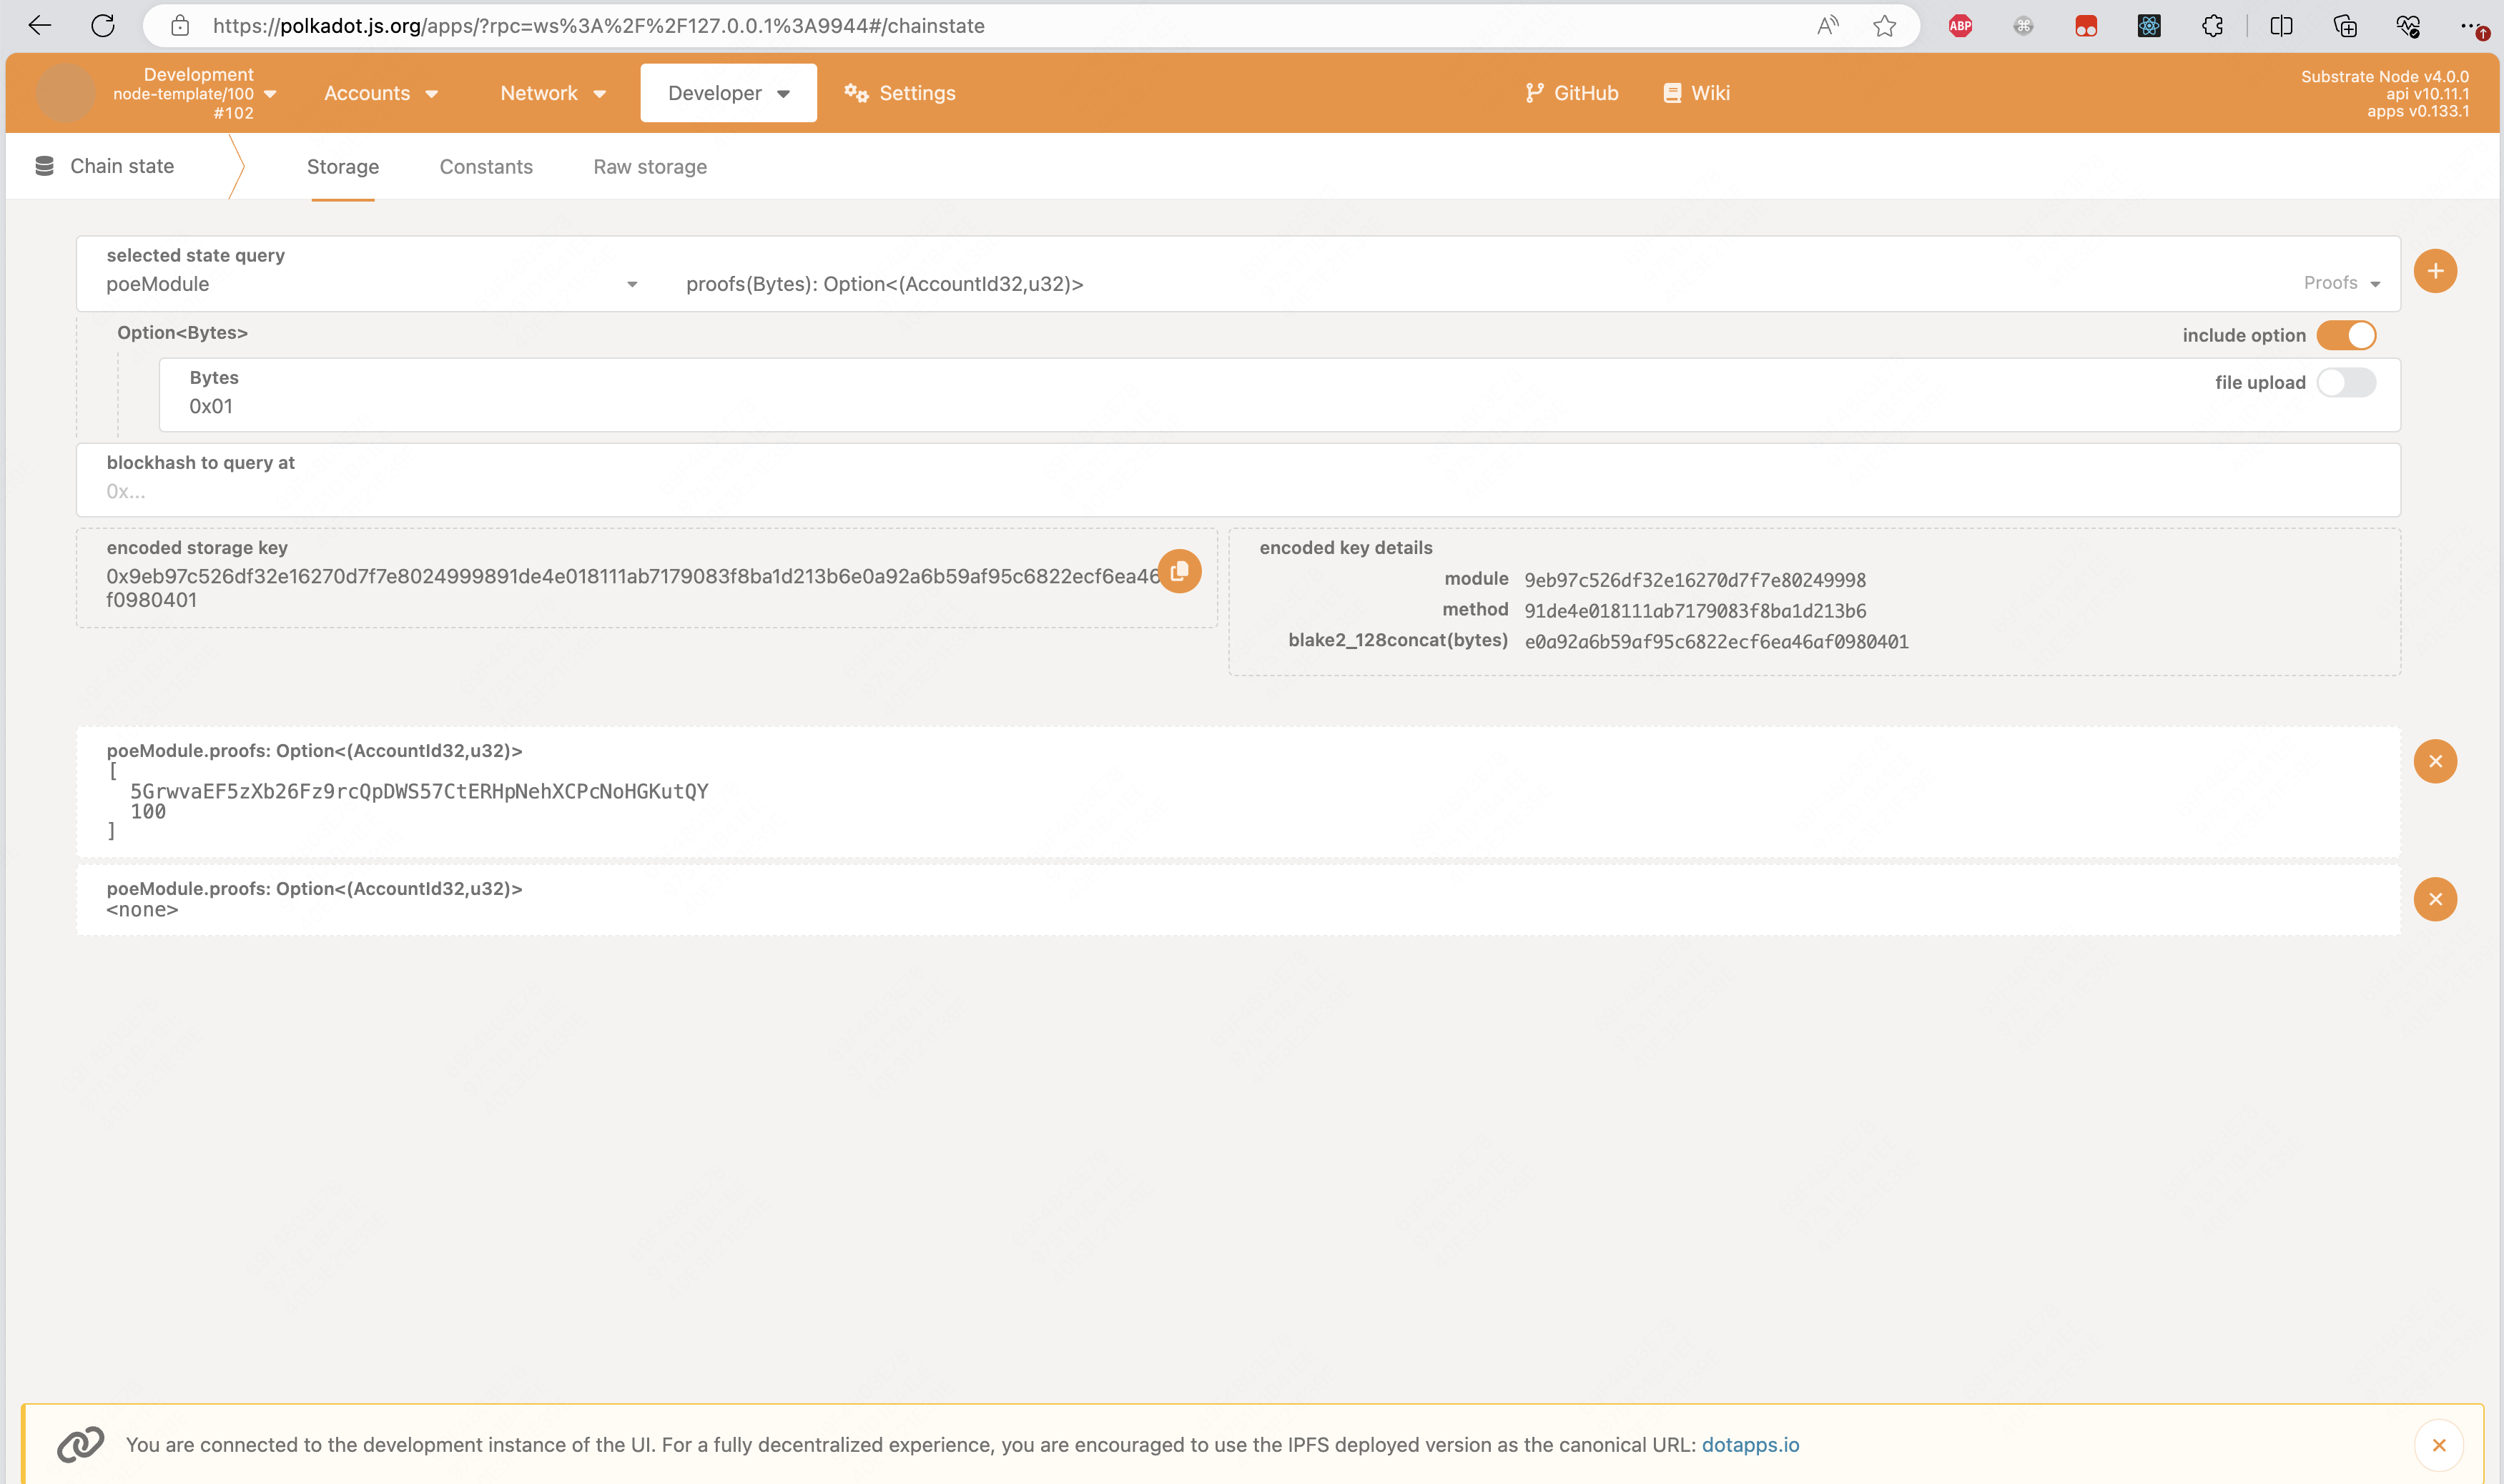 https://polkadot.js.org/apps/?rpc=ws%3A%2F%2F127.0.0.1%3A9944#/chainstate
ABP
Development
node-template/100
#102
Accounts
Network
Developer
Settings
GitHub
Wiki
Substrate Node v4.0.0
api v10.11.1
apps v0.133.1
Chain state
Storage
Constants
Raw storage
selected state query
poeModule
proofs(Bytes): Option<(AccountId32,u32)>
Proofs
Option<Bytes>
include option
Bytes
0x01
file upload
blockhash to query at
0x...
encoded storage key
0x9eb97c526df32e16270d7f7e8024999891de4e018111ab7179083f8ba1d213b6e0a92a6b59af95c6822ecf6ea46
f0980401
encoded key details
module 9eb97c526df32e16270d7f7e80249998
method 91de4e018111ab7179083f8ba1d213b6
blake2_128concat(bytes) e0a92a6b59af95c6822ecf6ea46af0980401
poeModule.proofs: Option<(AccountId32,u32)>
[
5GrwvaEF5zXb26Fz9rcQpDWS57CtERHpNehXCPcNoHGKutQY
100
]
poeModule.proofs: Option<(AccountId32,u32)>
<none>
You are connected to the development instance of the UI. For a fully decentralized experience, you are encouraged to use the IPFS deployed version as the canonical URL: dotapps.io